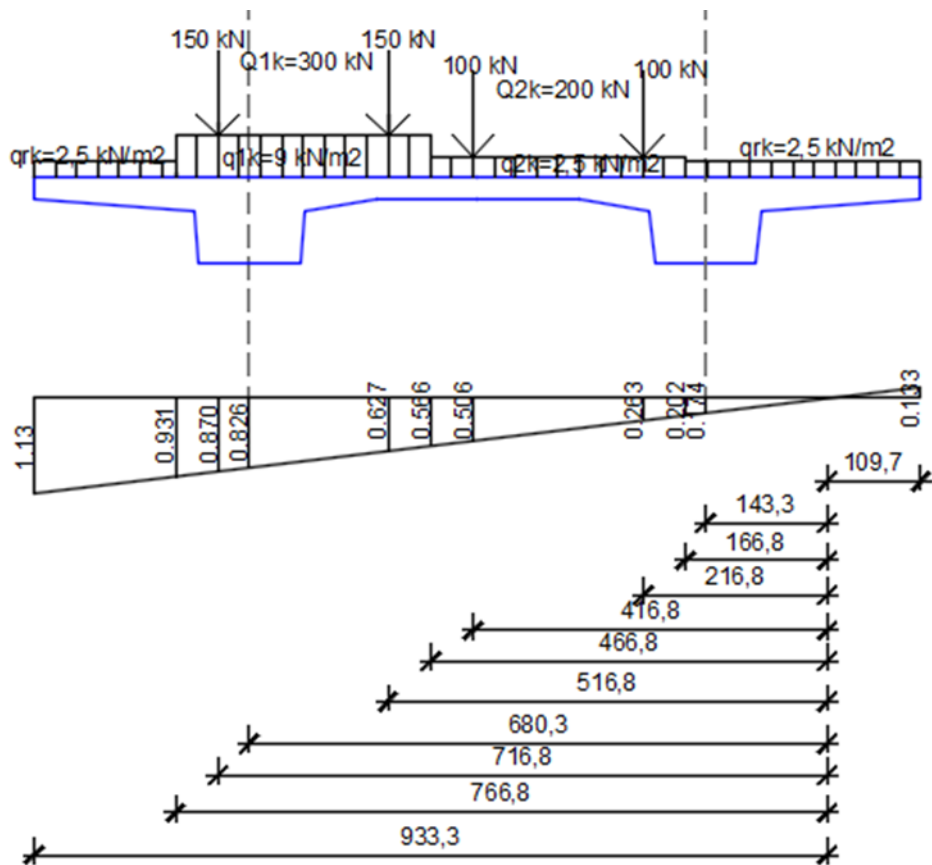 150 kN
150 kN
Q1k=300 kN
100 kN
100 kN
Q2k=200 kN
qrk=2,5 kN/m2
q1k=9 kN/m2
q2k=2,5 kN/m2
qrk=2,5 kN/m2
1.13
0.931
0.870
0.826
0.627
0.566
0.506
0.263
0.202
0.174
0.133
109,7
143,3
166,8
216,8
416,8
466,8
516,8
680,3
716,8
766,8
933,3